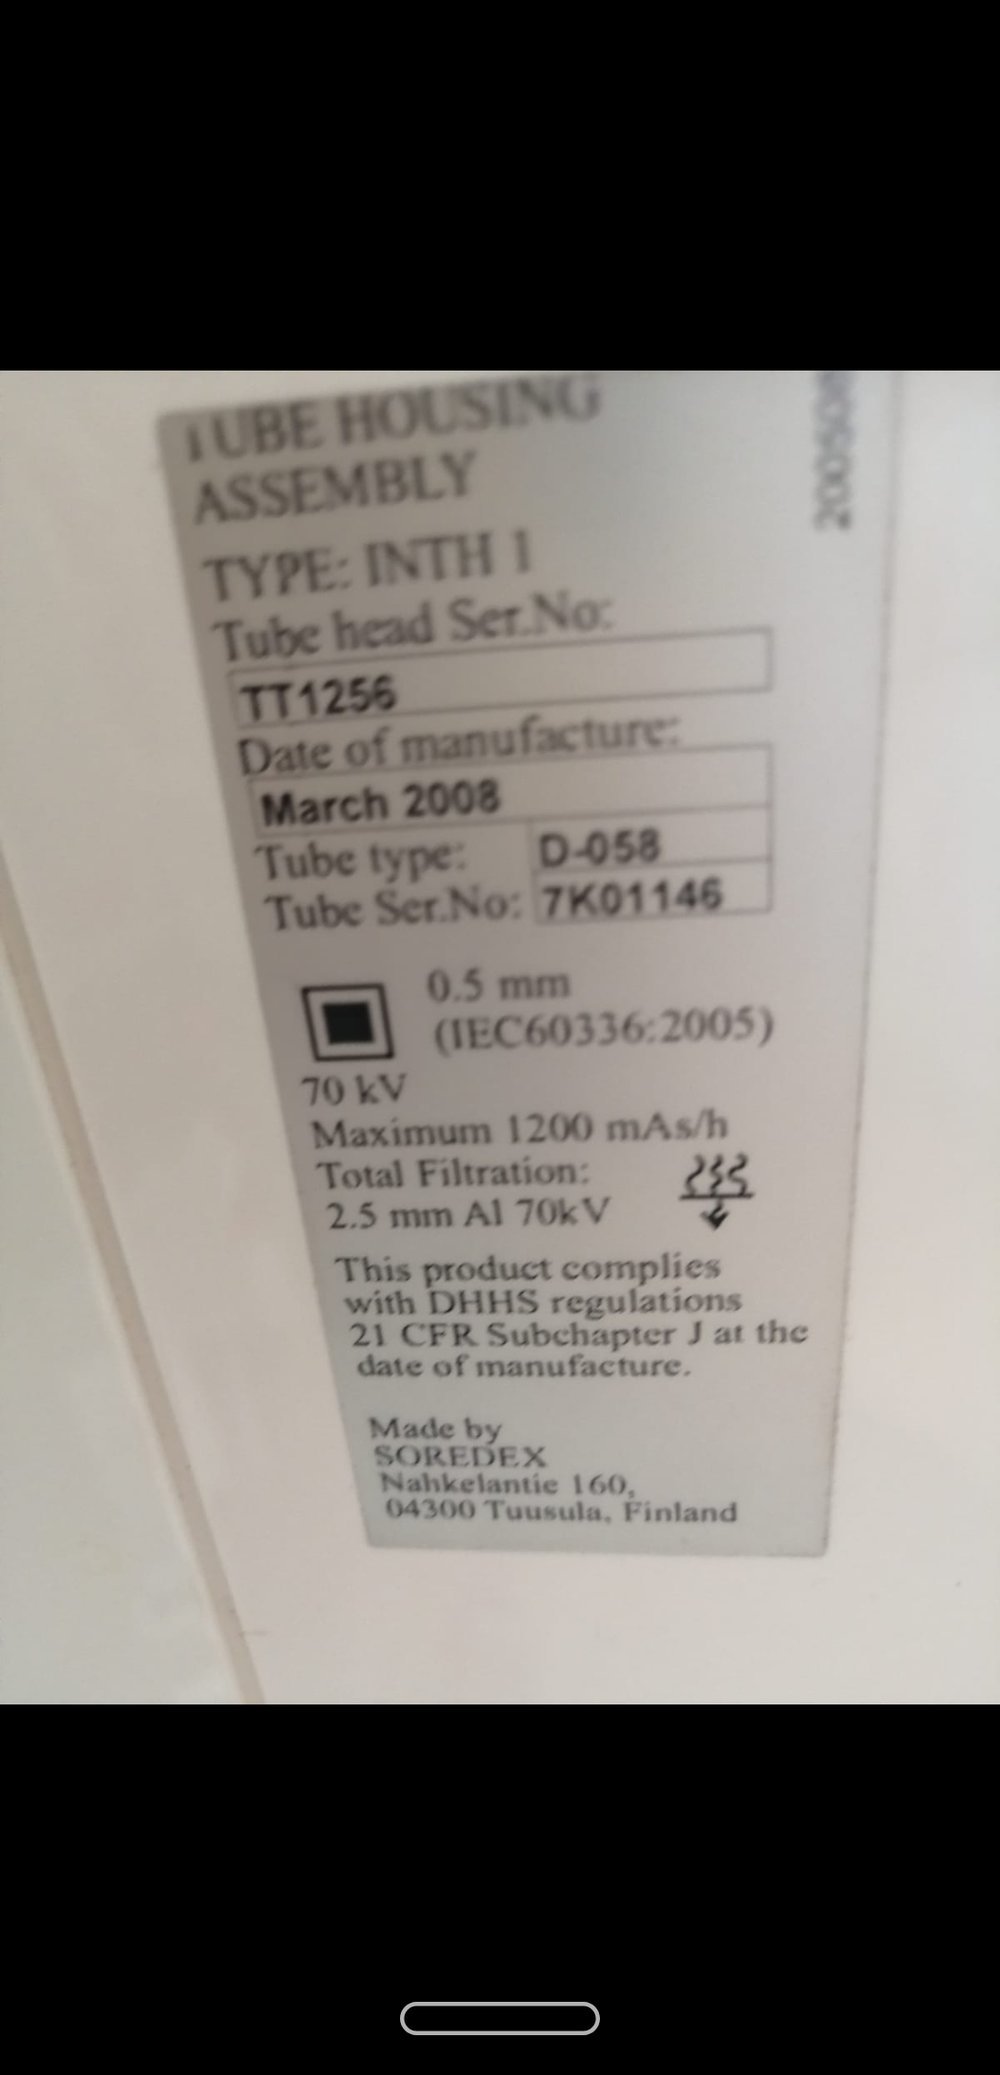 TUBE HOUSING
ASSEMBLY
TYPE: INTH 1
Tube head Ser.No:
TT1256
Date of manufacture:
March 2008
Tube type: D-058
Tube Ser.No: 7K01146
0.5 mm
(IEC60336:2005)
70 kV
Maximum 1200 mAs/h
Total Filtration:
2.5 mm Al 70kV
This product complies
with DHHS regulations
21 CFR Subchapter J at the
date of manufacture.
Made by
SOREDEX
Nahkelantie 160,
04300 Tuusula, Finland